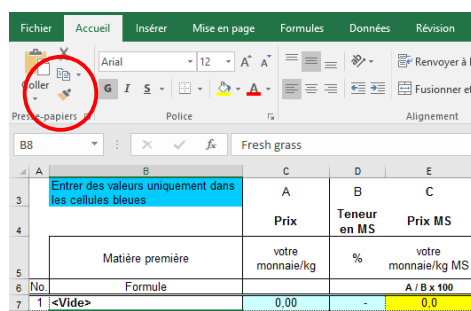 Fichier Accueil Insérer Mise en page Formules Données Révision
Arial 12 A A Renvoyer à l
Coller G I S A Fusionner et
Presse-papiers Police Alignement
B8 fx Fresh grass
A B C D E
3 Entrer des valeurs uniquement dans les cellules bleues A B C
4 Prix Teneur en MS Prix MS
5 Matière première votre monnaie/kg % votre monnaie/kg MS
6 No. Formule A / B x 100
7 1 <Vide> 0,00 - 0,0